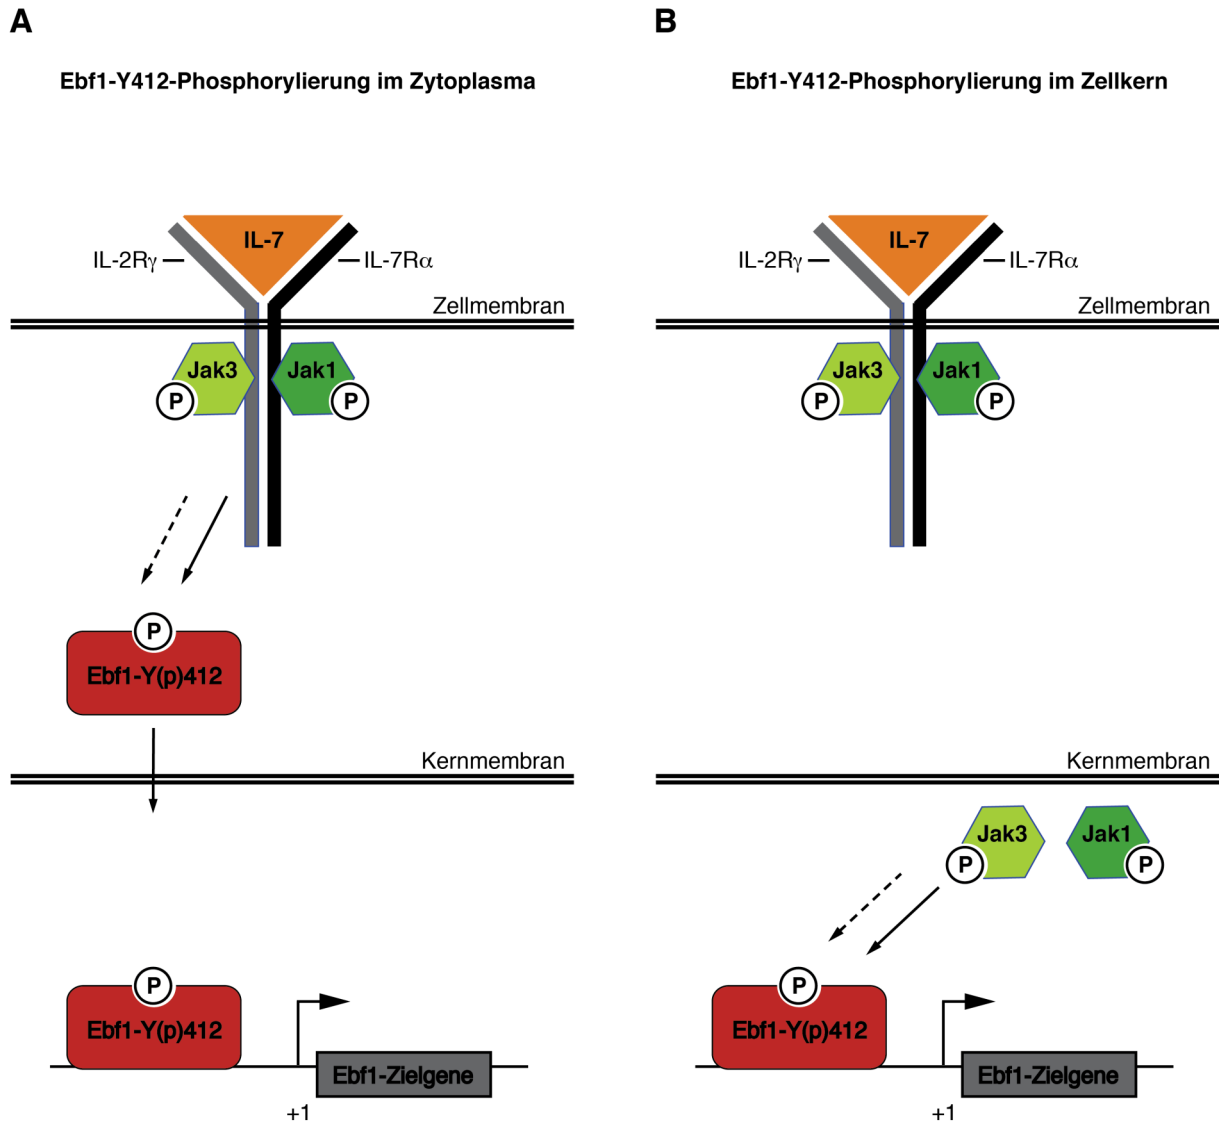 A
Ebf1-Y412-Phosphorylierung im Zytoplasma
IL-7
IL-2Rγ
IL-7Rα
Zellmembran
Jak3
Jak1
P
P
P
Ebf1-Y(p)412
Kernmembran
P
Ebf1-Y(p)412
Ebf1-Zielgene
+1
B
Ebf1-Y412-Phosphorylierung im Zellkern
IL-7
IL-2Rγ
IL-7Rα
Zellmembran
Jak3
Jak1
P
P
Kernmembran
Jak3
Jak1
P
P
P
Ebf1-Y(p)412
Ebf1-Zielgene
+1